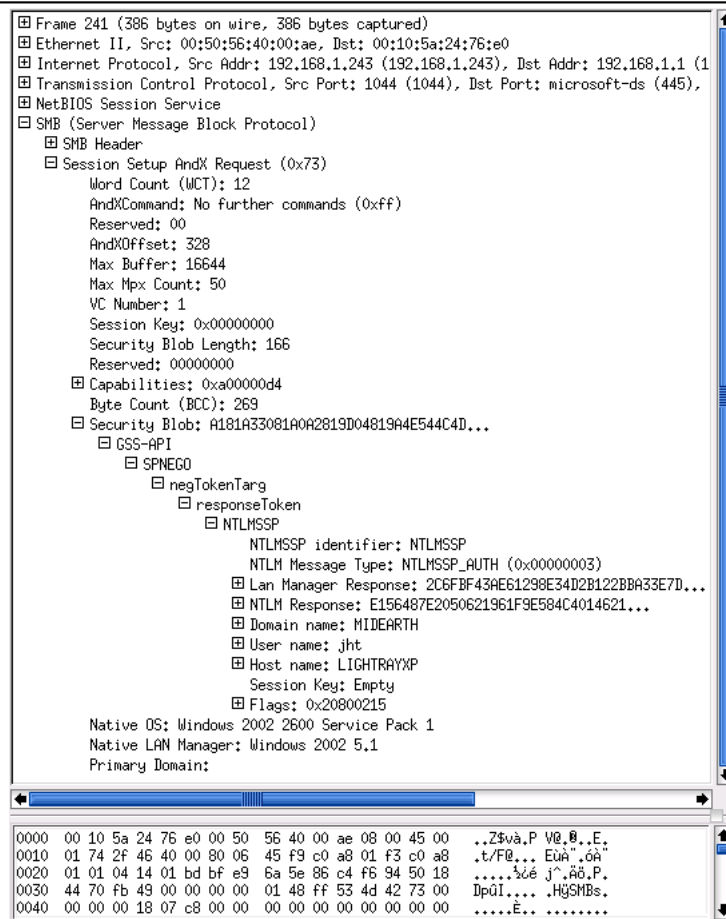 Frame 241 (386 bytes on wire, 386 bytes captured)
Ethernet II, Src: 00:50:56:40:00:ae, Dst: 00:10:5a:24:76:e0
Internet Protocol, Src Addr: 192.168.1.243 (192.168.1.243), Dst Addr: 192.168.1.1 (1
Transmission Control Protocol, Src Port: 1044 (1044), Dst Port: microsoft-ds (445),
NetBIOS Session Service
SMB (Server Message Block Protocol)
SMB Header
Session Setup AndX Request (0x73)
Word Count (WCT): 12
AndXCommand: No further commands (0xff)
Reserved: 00
AndXOffset: 328
Max Buffer: 16644
Max Mpx Count: 50
VC Number: 1
Session Key: 0x00000000
Security Blob Length: 166
Reserved: 00000000
Capabilities: 0xa00000d4
Byte Count (BCC): 269
Security Blob: A181A33081A0A2819D04819A4E544C4D...
GSS-API
SPNEGO
negTokenTarg
responseToken
NTLMSSP
NTLMSSP identifier: NTLMSSP
NTLM Message Type: NTLMSSP_AUTH (0x00000003)
Lan Manager Response: 2C6FBF43AE61298E34D2B122BBA33E7D...
NTLM Response: E156487E2050621961F9E584C4014621...
Domain name: MIDEARTH
User name: jht
Host name: LIGHTRAYXP
Session Key: Empty
Flags: 0x20800215
Native OS: Windows 2002 2600 Service Pack 1
Native LAN Manager: Windows 2002 5.1
Primary Domain:
0000 00 10 5a 24 76 e0 00 50 56 40 00 ae 08 00 45 00 ..Z$và.P V@.®..E.
0010 01 74 2f 46 40 00 80 06 45 f9 c0 a8 01 f3 c0 a8 .t/F@... EùÀ¨.óÀ¨
0020 01 01 04 14 01 bd bf e9 6a 5e 86 c4 f6 94 50 18 .....½¿é j^.Äö.P.
0030 44 70 fb 49 00 00 00 00 01 48 ff 53 4d 42 73 00 DpûI.... .HÿSMBs.
0040 00 00 00 18 07 c8 00 00 00 00 00 00 00 00 00 00 .....È.. ........